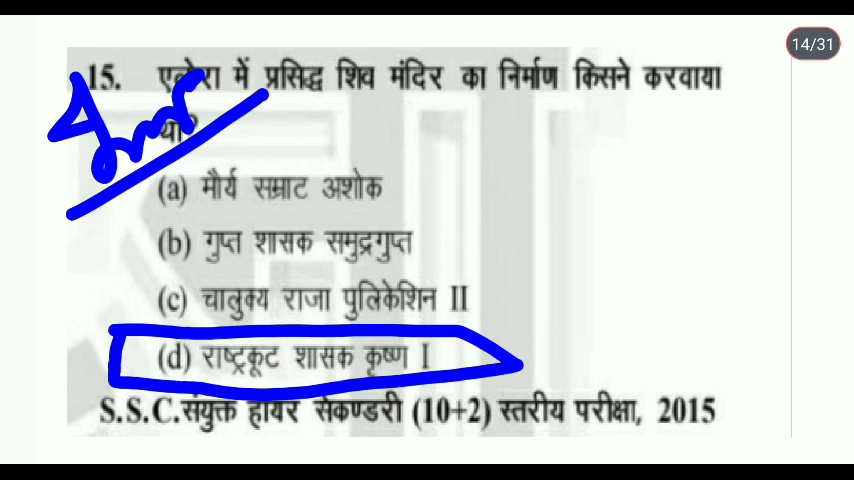 14/31
15. एलोरा में प्रसिद्ध शिव मंदिर का निर्माण किसने करवाया
था?
(a) मौर्य सम्राट अशोक
(b) गुप्त शासक समुद्रगुप्त
(c) चालुक्य राजा पुलिकेशिन II
(d) राष्ट्रकूट शासक कृष्ण I
S.S.C.संयुक्त हायर सेकण्डरी (10+2) स्तरीय परीक्षा, 2015